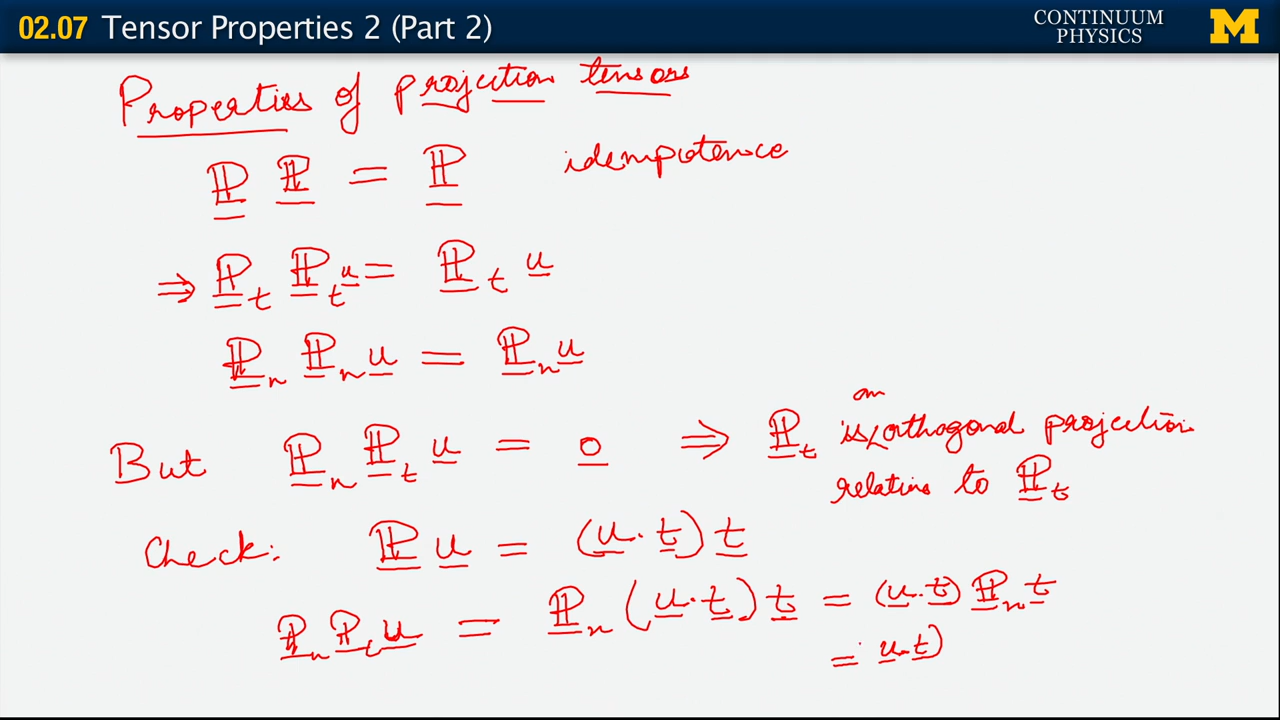 02.07 Tensor Properties 2 (Part 2)
CONTINUUM PHYSICS M
Properties of projection tensors
ℙ ℙ = ℙ idempotence
⇒ ℙ_t ℙ_t u = ℙ_t u
ℙ_n ℙ_n u = ℙ_n u
But ℙ_n ℙ_t u = 0 ⇒ ℙ_t is an orthogonal projection
relative to ℙ_t
Check: ℙ u = (u · t) t
ℙ_n ℙ_t u = ℙ_n (u · t) t = (u · t) ℙ_n t
= u · t)